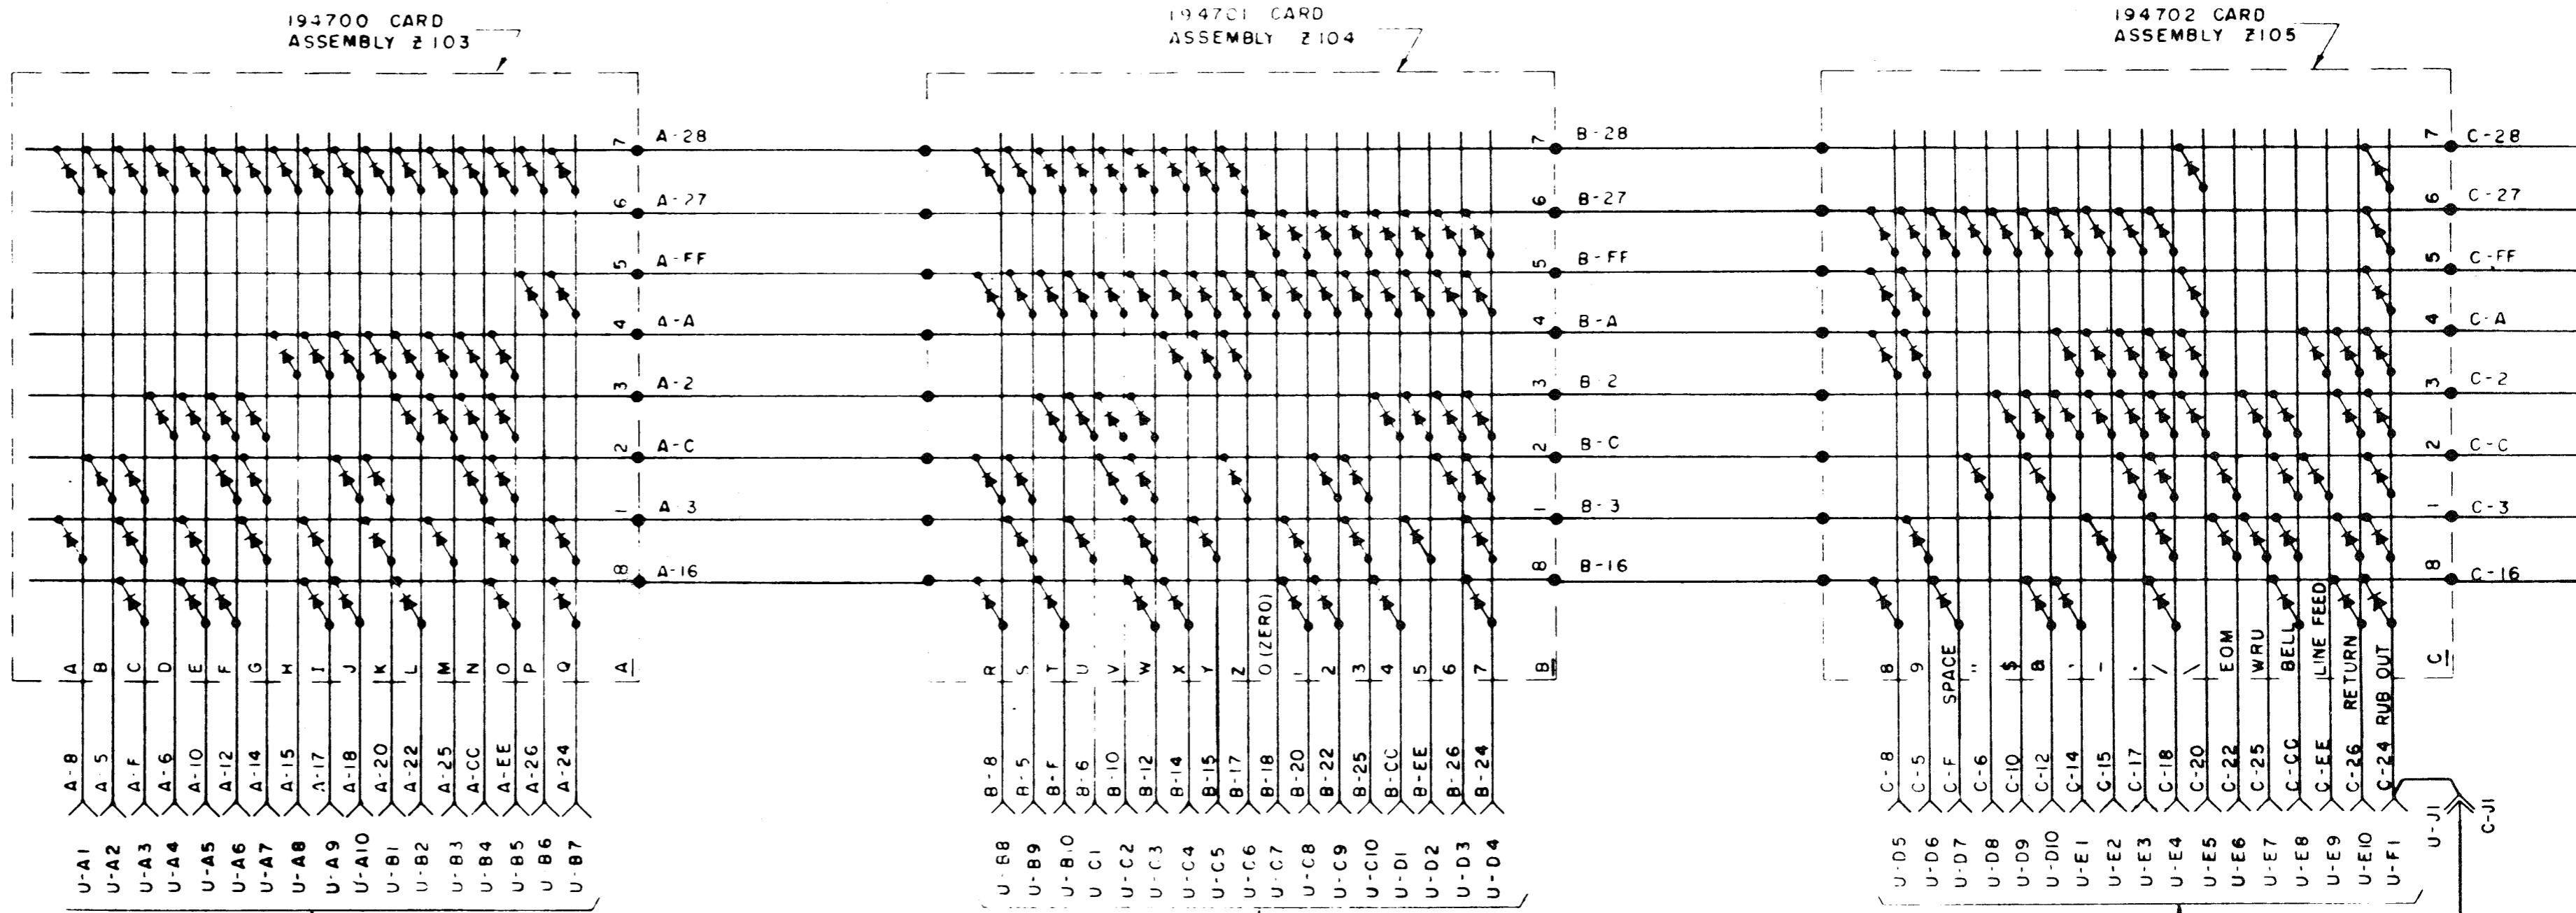 194700 CARD
ASSEMBLY Z103
194701 CARD
ASSEMBLY Z104
194702 CARD
ASSEMBLY Z105
7 A-28
6 A-27
5 A-FF
4 A-A
3 A-2
2 A-C
1 A-3
8 A-16
7 B-28
6 B-27
5 B-FF
4 B-A
3 B-2
2 B-C
1 B-3
8 B-16
7 C-28
6 C-27
5 C-FF
4 C-A
3 C-2
2 C-C
1 C-3
8 C-16
A B C D E F G H I J K L M N O P Q A
R S T U V W X Y Z 0 (ZERO) 1 2 3 4 5 6 7 B
8 9 SPACE " $ & ' - . / \ EOM WRU BELL LINE FEED RETURN RUB OUT C
A-8 A-5 A-F A-6 A-10 A-12 A-14 A-15 A-17 A-18 A-20 A-22 A-25 A-CC A-EE A-26 A-24
B-8 B-5 B-F B-6 B-10 B-12 B-14 B-15 B-17 B-18 B-20 B-22 B-25 B-CC B-EE B-26 B-24
C-8 C-5 C-F C-6 C-10 C-12 C-14 C-15 C-17 C-18 C-20 C-22 C-25 C-CC C-EE C-26 C-24
U-A1 U-A2 U-A3 U-A4 U-A5 U-A6 U-A7 U-A8 U-A9 U-A10 U-B1 U-B2 U-B3 U-B4 U-B5 U-B6 U-B7
U-B8 U-B9 U-B10 U-C1 U-C2 U-C3 U-C4 U-C5 U-C6 U-C7 U-C8 U-C9 U-C10 U-D1 U-D2 U-D3 U-D4
U-D5 U-D6 U-D7 U-D8 U-D9 U-D10 U-E1 U-E2 U-E3 U-E4 U-E5 U-E6 U-E7 U-E8 U-E9 U-E10 U-F1 U-J1 C-J1